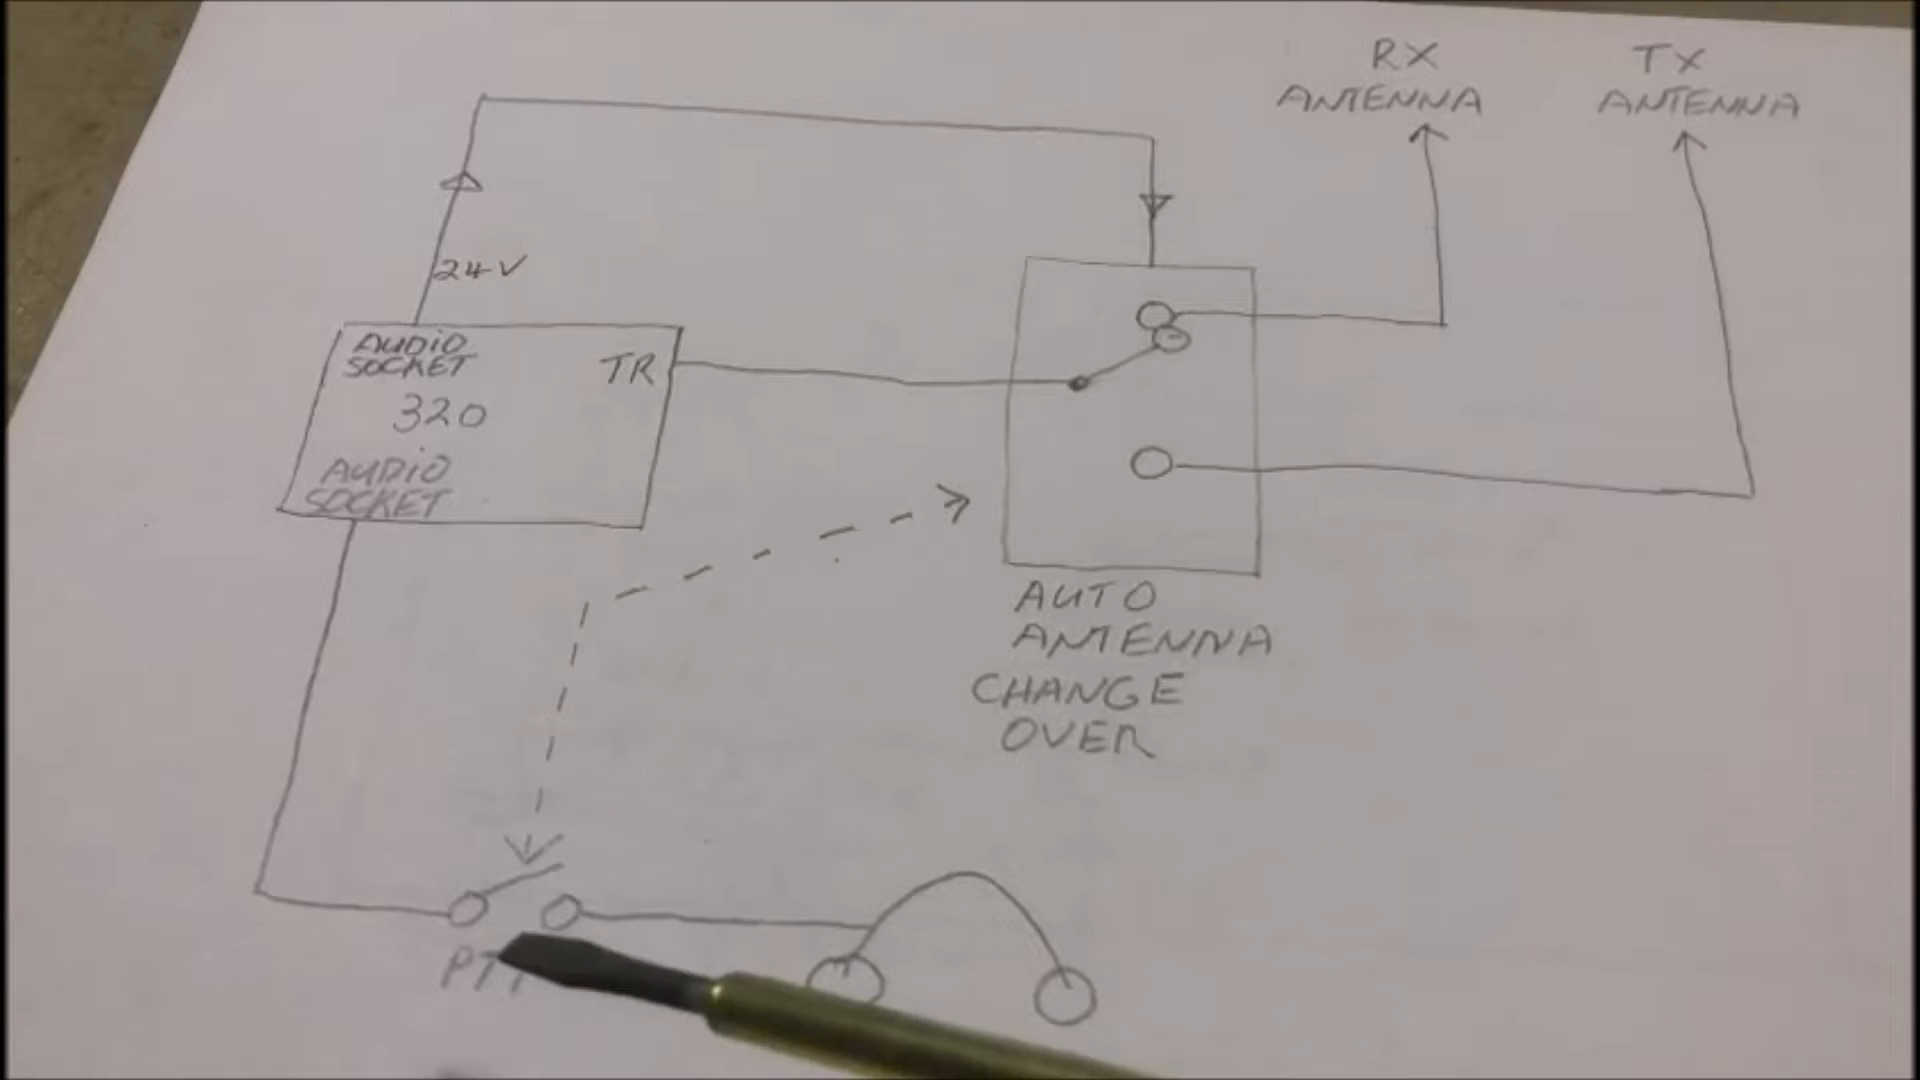 RX
ANTENNA
TX
ANTENNA
24V
AUDIO
SOCKET
TR
320
AUDIO
SOCKET
AUTO
ANTENNA
CHANGE
OVER
PTT